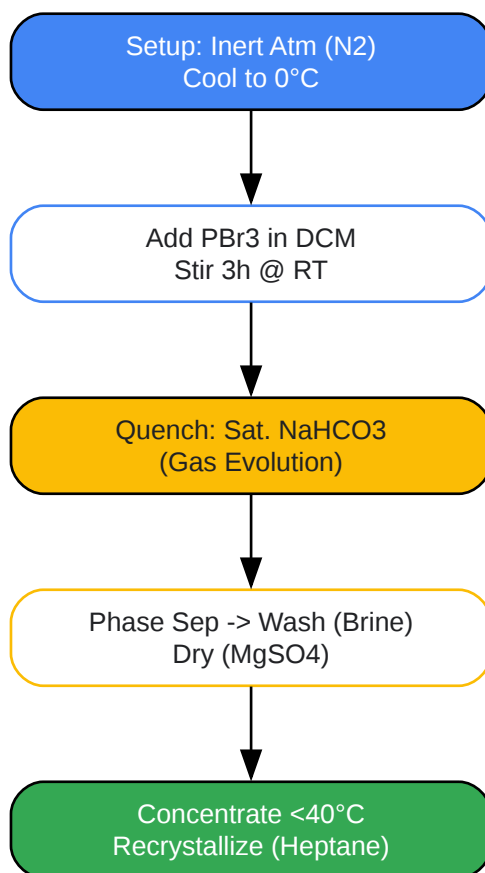 Setup: Inert Atm (N2)
Cool to 0°C
Add PBr3 in DCM
Stir 3h @ RT
Quench: Sat. NaHCO3
(Gas Evolution)
Phase Sep -> Wash (Brine)
Dry (MgSO4)
Concentrate <40°C
Recrystallize (Heptane)